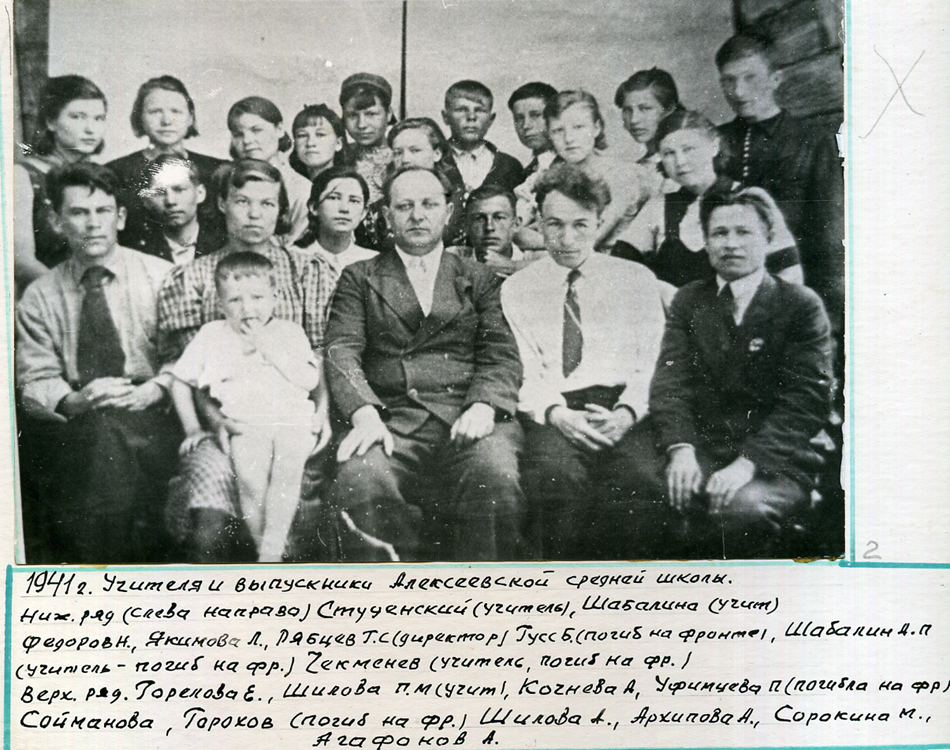 2
1941г. Учителя и выпускники Алексеевской средней школы.
Ниж. ряд (слева направо) Студенский (учитель), Шабалина (учит)
Федоров Н., Якимова Л., Рябцев Т.С. (директор) Гусс Б. (погиб на фронте), Шабалин А.П
(учитель - погиб на фр.) Чекменев (учитель, погиб на фр.)
Верх. ряд. Горелова Е., Шилова П.М (учит), Кочнева А, Уфимцева П (погибла на фр)
Сойманова, Горохов (погиб на фр.) Шилова А., Архипова А., Сорокина М.,
Агафонов А.